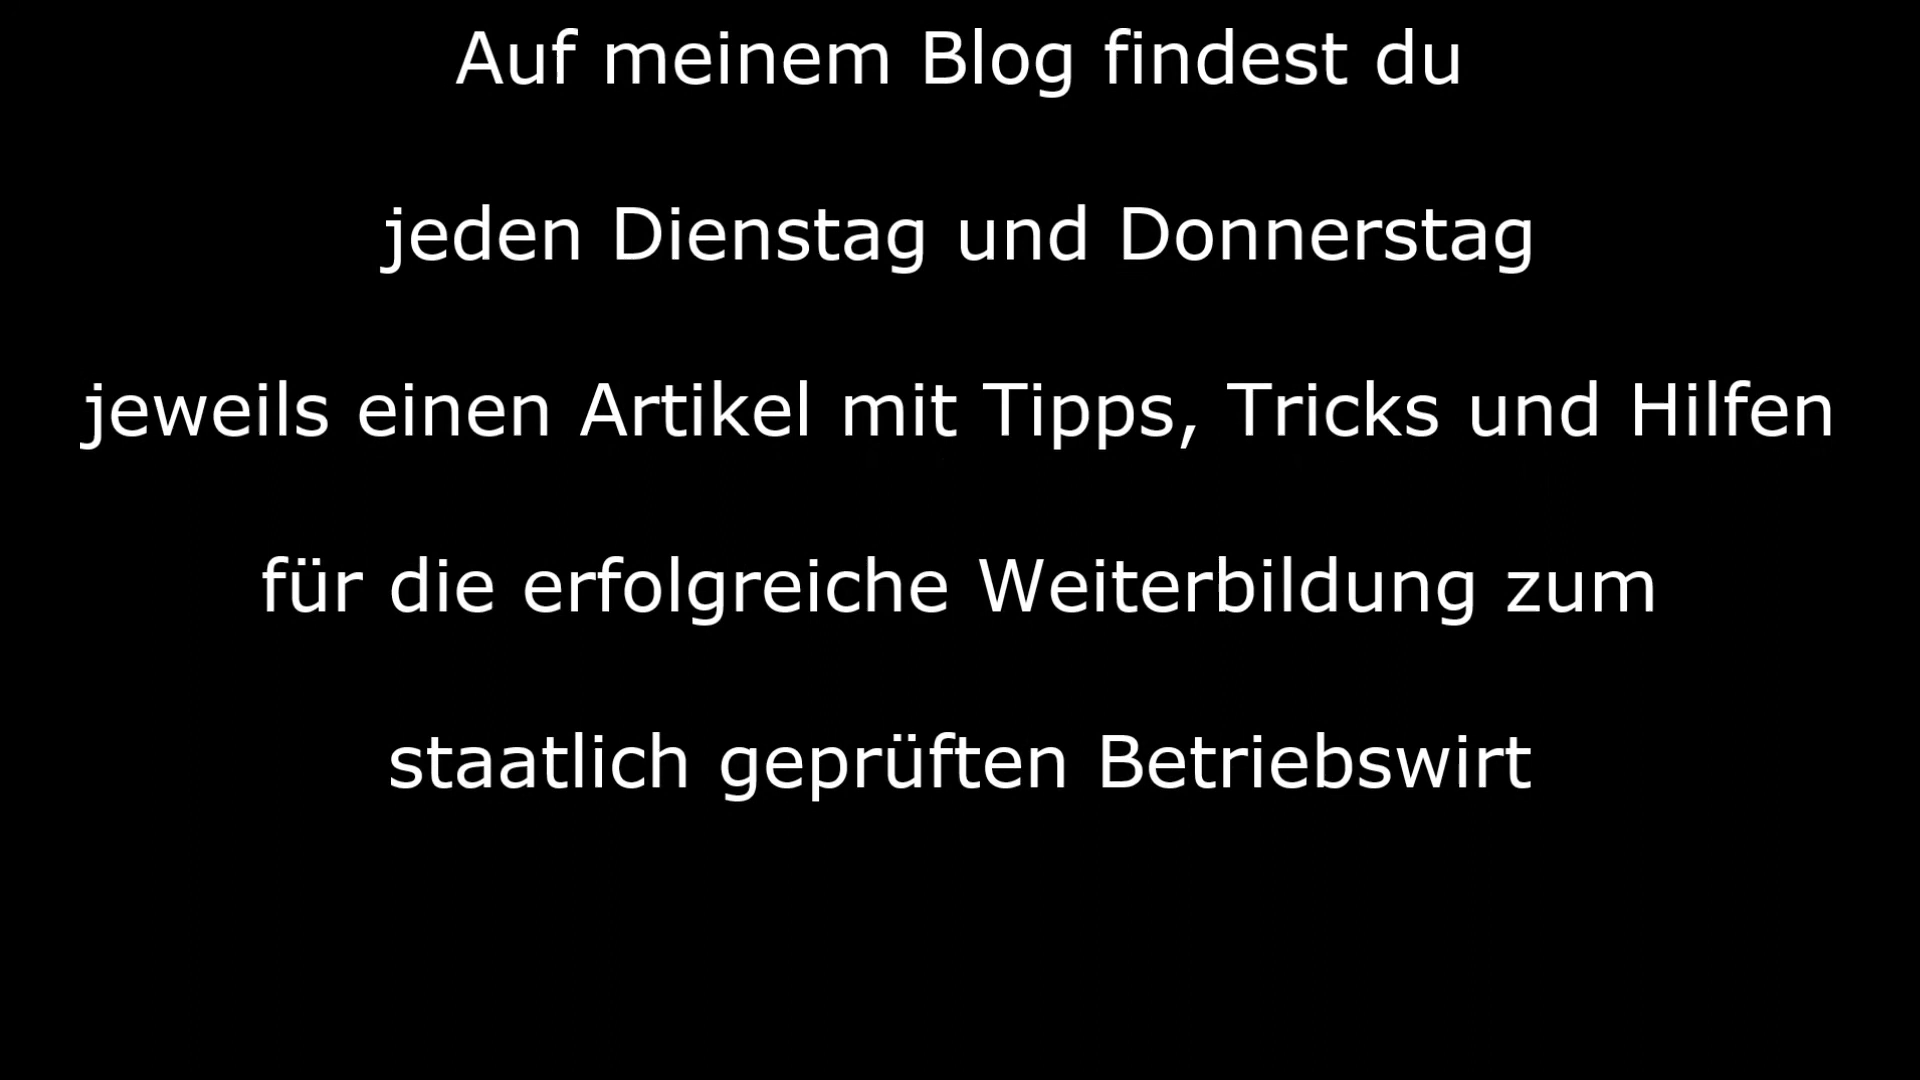 Auf meinem Blog findest du
jeden Dienstag und Donnerstag
jeweils einen Artikel mit Tipps, Tricks und Hilfen
für die erfolgreiche Weiterbildung zum
staatlich geprüften Betriebswirt